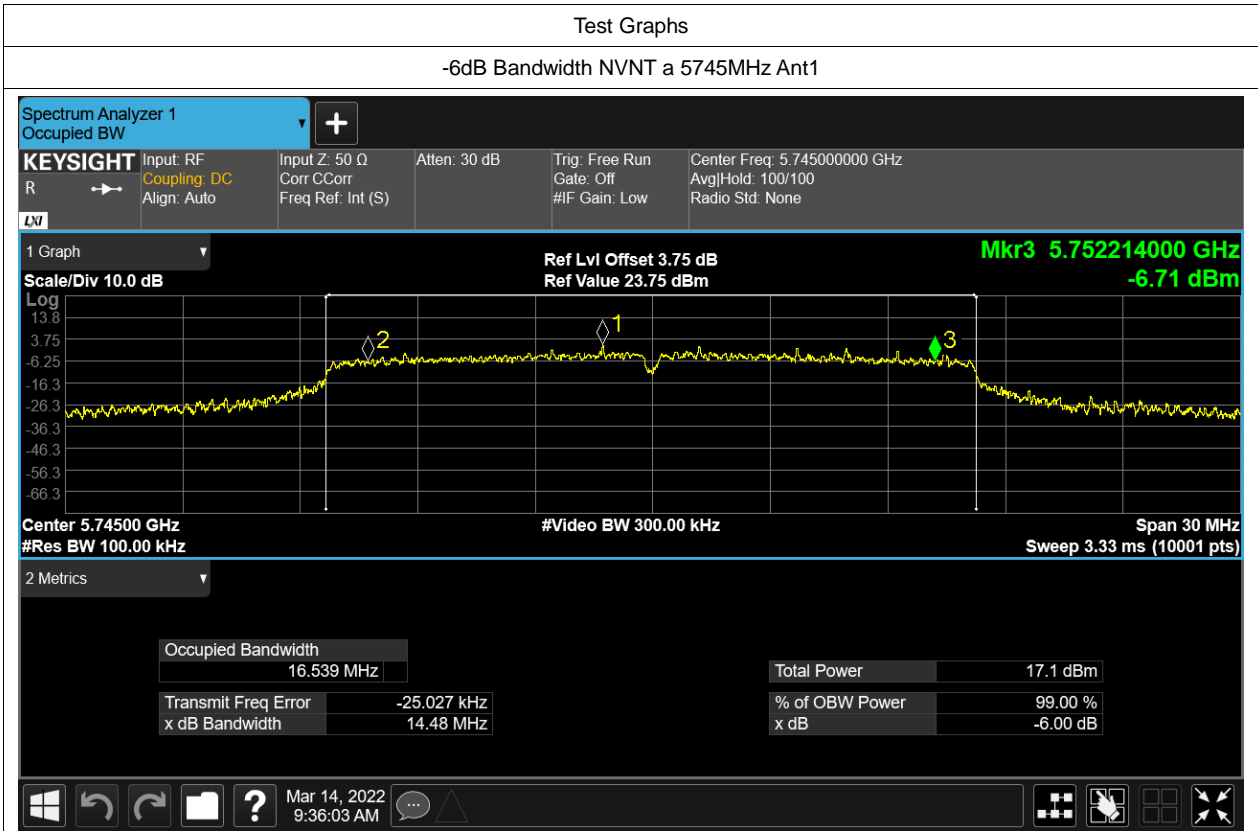 Test Graphs
-6dB Bandwidth NVNT a 5745MHz Ant1
Spectrum Analyzer 1
Occupied BW
KEYSIGHT
R
LXI
Input: RF
Coupling: DC
Align: Auto
Input Z: 50 Ω
Corr CCorr
Freq Ref: Int (S)
Atten: 30 dB
Trig: Free Run
Gate: Off
#IF Gain: Low
Center Freq: 5.745000000 GHz
Avg|Hold: 100/100
Radio Std: None
1 Graph
Scale/Div 10.0 dB
Ref Lvl Offset 3.75 dB
Ref Value 23.75 dBm
Mkr3 5.752214000 GHz
-6.71 dBm
Log
13.8
3.75
-6.25
-16.3
-26.3
-36.3
-46.3
-56.3
-66.3
2
1
3
Center 5.74500 GHz
#Res BW 100.00 kHz
#Video BW 300.00 kHz
Span 30 MHz
Sweep 3.33 ms (10001 pts)
2 Metrics
Occupied Bandwidth
16.539 MHz
Total Power 17.1 dBm
Transmit Freq Error -25.027 kHz
% of OBW Power 99.00 %
x dB Bandwidth 14.48 MHz
x dB -6.00 dB
?
Mar 14, 2022
9:36:03 AM